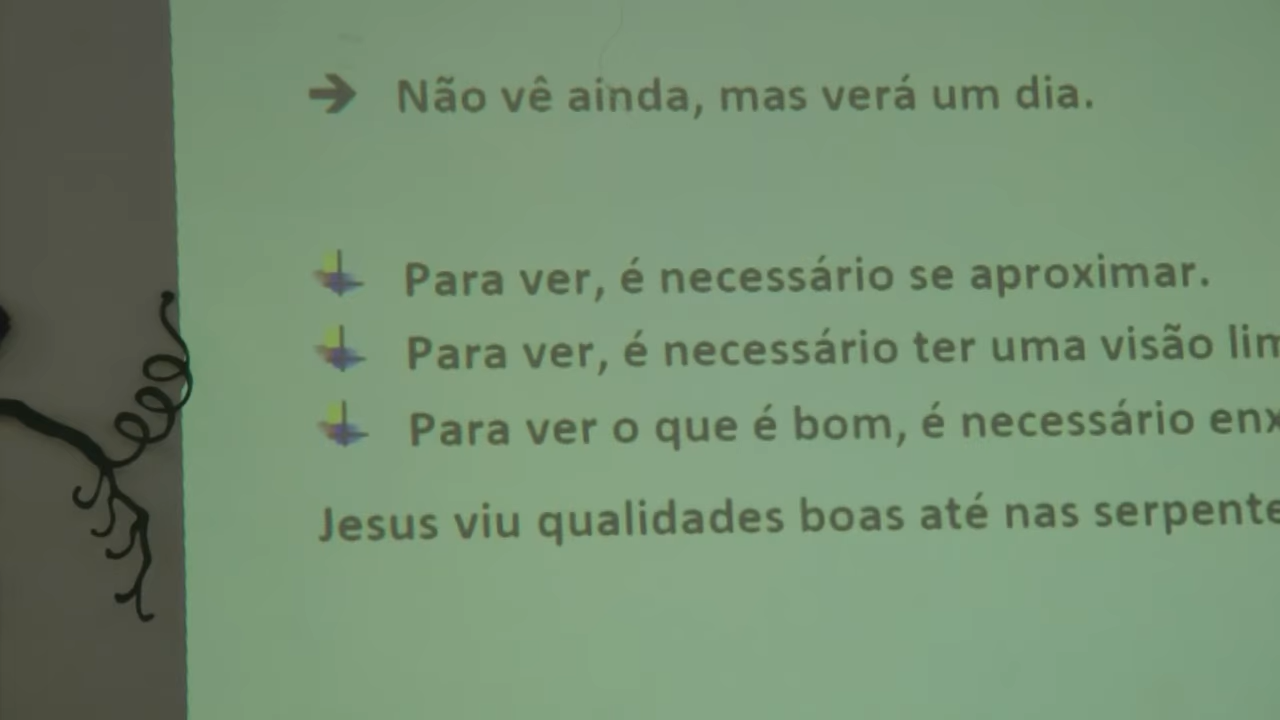 Não vê ainda, mas verá um dia.
Para ver, é necessário se aproximar.
Para ver, é necessário ter uma visão
Para ver o que é bom, é necessário
Jesus viu qualidades boas até nas